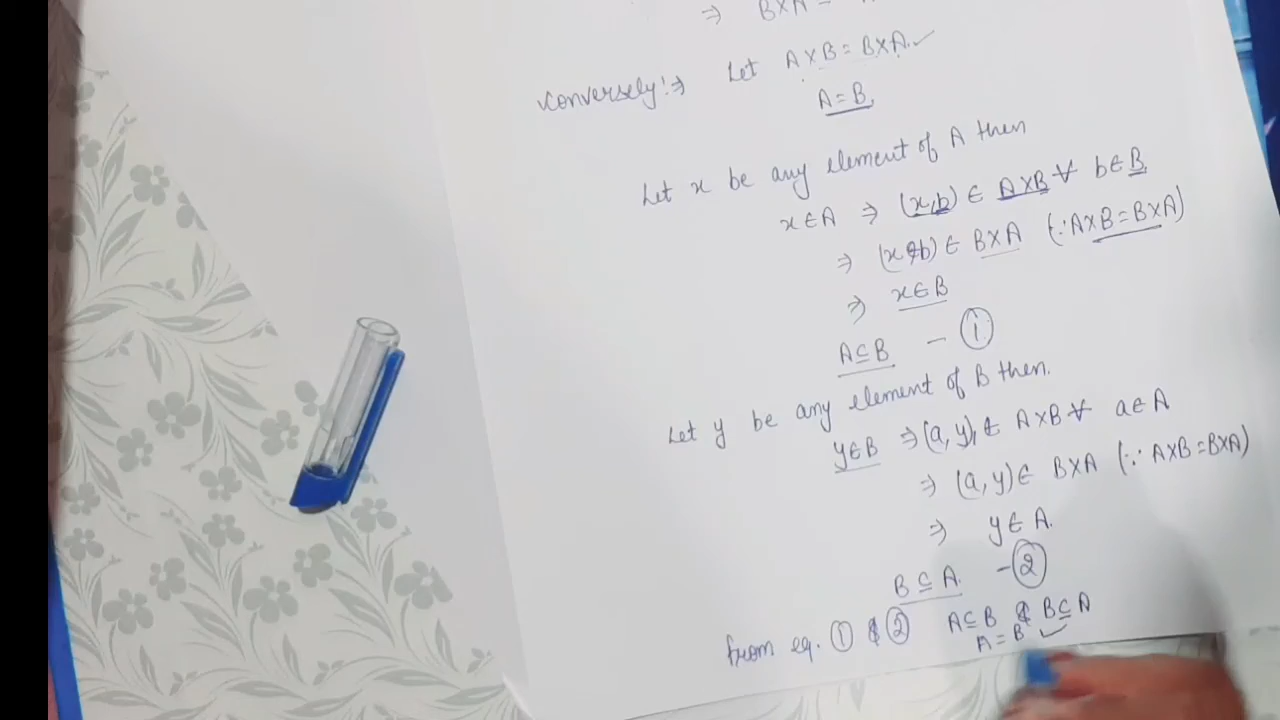 ⇒ B×A =
Conversely:⇒ Let A×B = B×A.✓
A = B.
Let x be any element of A then
x∈A ⇒ (x,b) ∈ A×B ∀ b∈B
⇒ (x,b) ∈ B×A (∵A×B=B×A)
⇒ x∈B
A⊆B – ①
Let y be any element of B then.
y∈B ⇒ (a,y) ∈ A×B ∀ a∈A
⇒ (a,y)∈ B×A (∵ A×B=B×A)
⇒ y∈A.
B⊆A. – ②
from eq. ① & ② A⊆B & B⊆A
A=B ✓